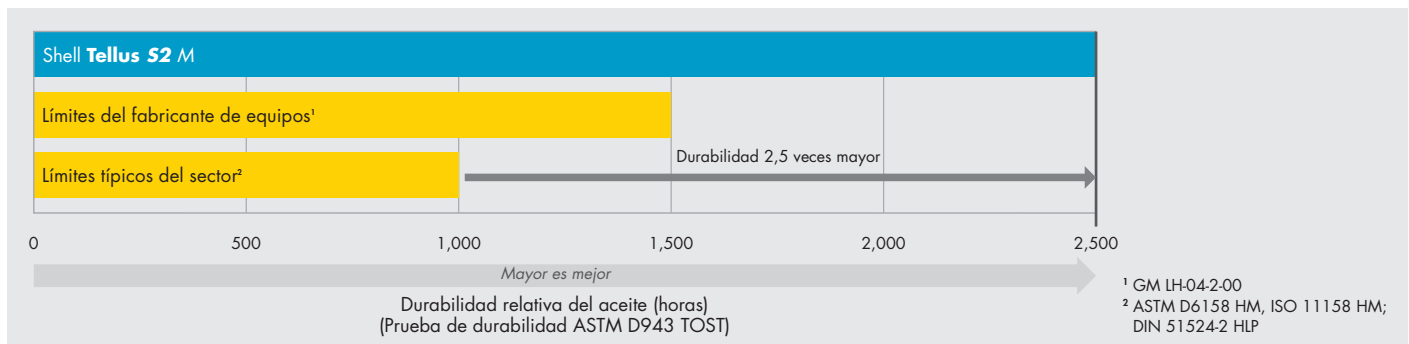 Shell Tellus S2 M
Límites del fabricante de equipos¹
Durabilidad 2,5 veces mayor
Límites típicos del sector²
0 500 1,000 1,500 2,000 2,500
Mayor es mejor
Durabilidad relativa del aceite (horas)
(Prueba de durabilidad ASTM D943 TOST)
¹ GM LH-04-2-00
² ASTM D6158 HM, ISO 11158 HM;
DIN 51524-2 HLP